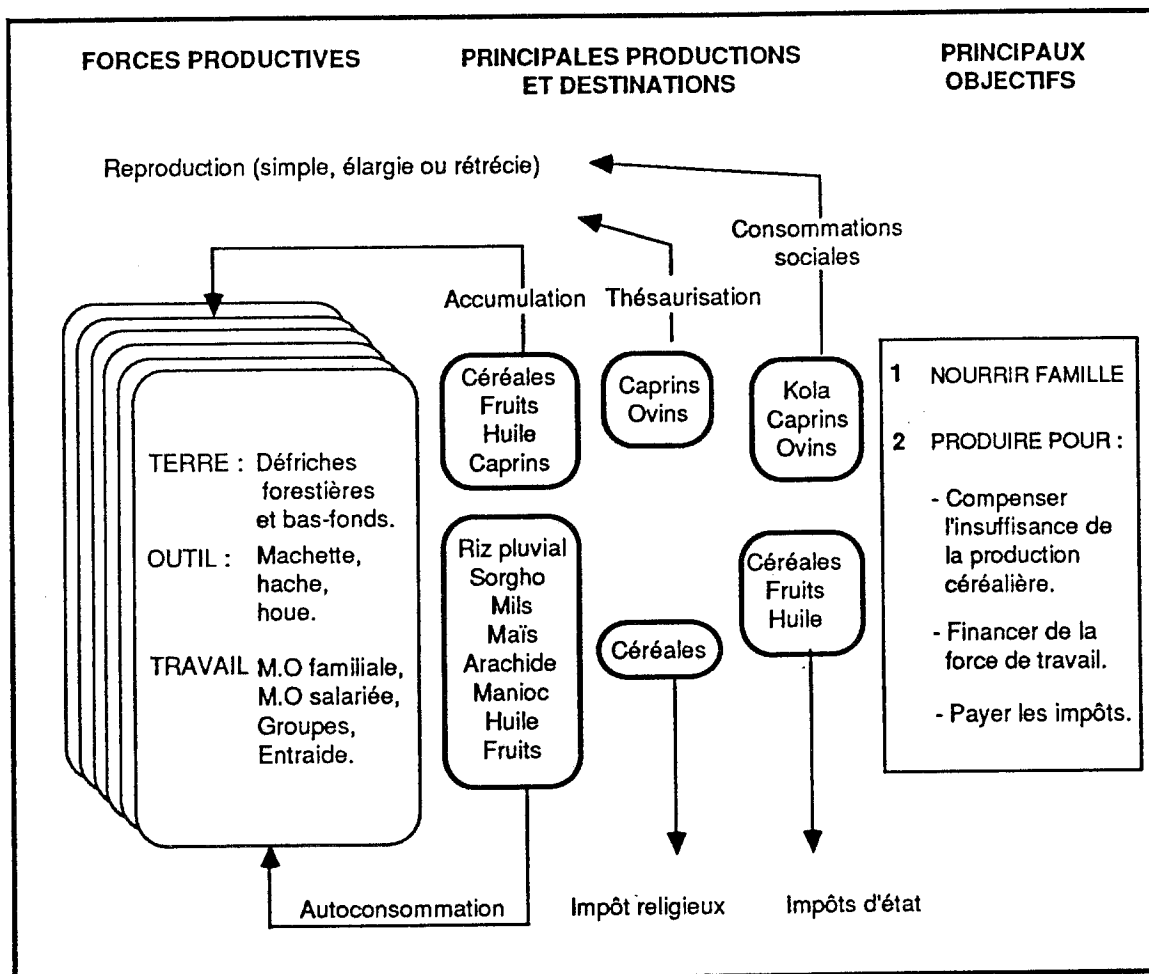 FORCES PRODUCTIVES
PRINCIPALES PRODUCTIONS
ET DESTINATIONS
PRINCIPAUX
OBJECTIFS
Reproduction (simple, élargie ou rétrécie)
Consommations
sociales
Accumulation
Thésaurisation
TERRE : Défriches
forestières
et bas-fonds.
OUTIL : Machette,
hache,
houe.
TRAVAIL M.O familiale,
M.O salariée,
Groupes,
Entraide.
Céréales
Fruits
Huile
Caprins
Caprins
Ovins
Kola
Caprins
Ovins
Riz pluvial
Sorgho
Mils
Maïs
Arachide
Manioc
Huile
Fruits
Céréales
Céréales
Fruits
Huile
1 NOURRIR FAMILLE
2 PRODUIRE POUR :
- Compenser
l'insuffisance de
la production
céréalière.
- Financer de la
force de travail.
- Payer les impôts.
Autoconsommation
Impôt religieux
Impôts d'état